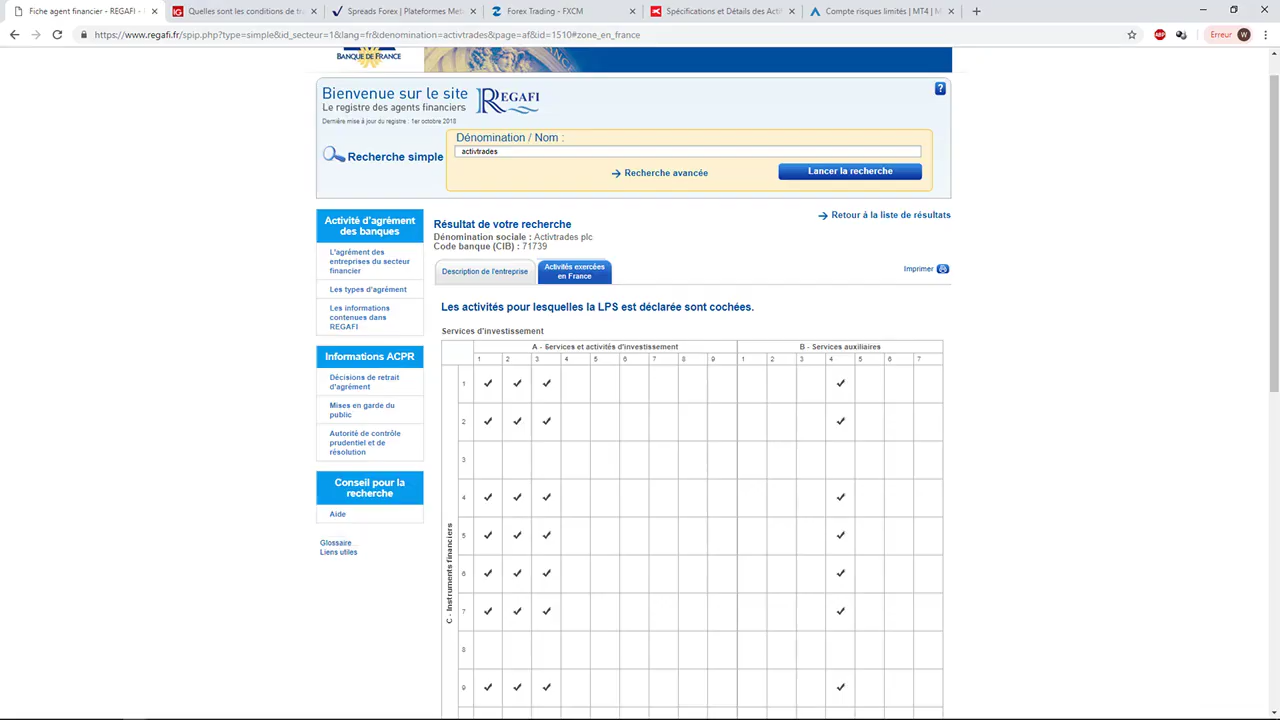 Fiche agent financier - REGAFI -
Quelles sont les conditions de tr
Spreads Forex | Plateformes Met
Forex Trading - FXCM
Spécifications et Détails des Acti
Compte risques limités | MT4 | M
https://www.regafi.fr/spip.php?type=simple&id_secteur=1&lang=fr&denomination=activtrades&page=af&id=1510#zone_en_france
ABP
Erreur W
BANQUE DE FRANCE
Bienvenue sur le site
Le registre des agents financiers
REGAFI
Dernière mise à jour du registre : 1er octobre 2018
?
Dénomination / Nom :
activtrades
Recherche simple
Recherche avancée
Lancer la recherche
Activité d'agrément
des banques
L'agrément des
entreprises du secteur
financier
Les types d'agrément
Les informations
contenues dans
REGAFI
Informations ACPR
Décisions de retrait
d'agrément
Mises en garde du
public
Autorité de contrôle
prudentiel et de
résolution
Conseil pour la
recherche
Aide
Glossaire
Liens utiles
Retour à la liste de résultats
Résultat de votre recherche
Dénomination sociale : Activtrades plc
Code banque (CIB) : 71739
Description de l'entreprise
Activités exercées
en France
Imprimer
Les activités pour lesquelles la LPS est déclarée sont cochées.
Services d'investissement
A - Services et activités d'investissement B - Services auxiliaires
1 2 3 4 5 6 7 8 9 1 2 3 4 5 6 7
C - Instruments financiers
1
2
3
4
5
6
7
8
9